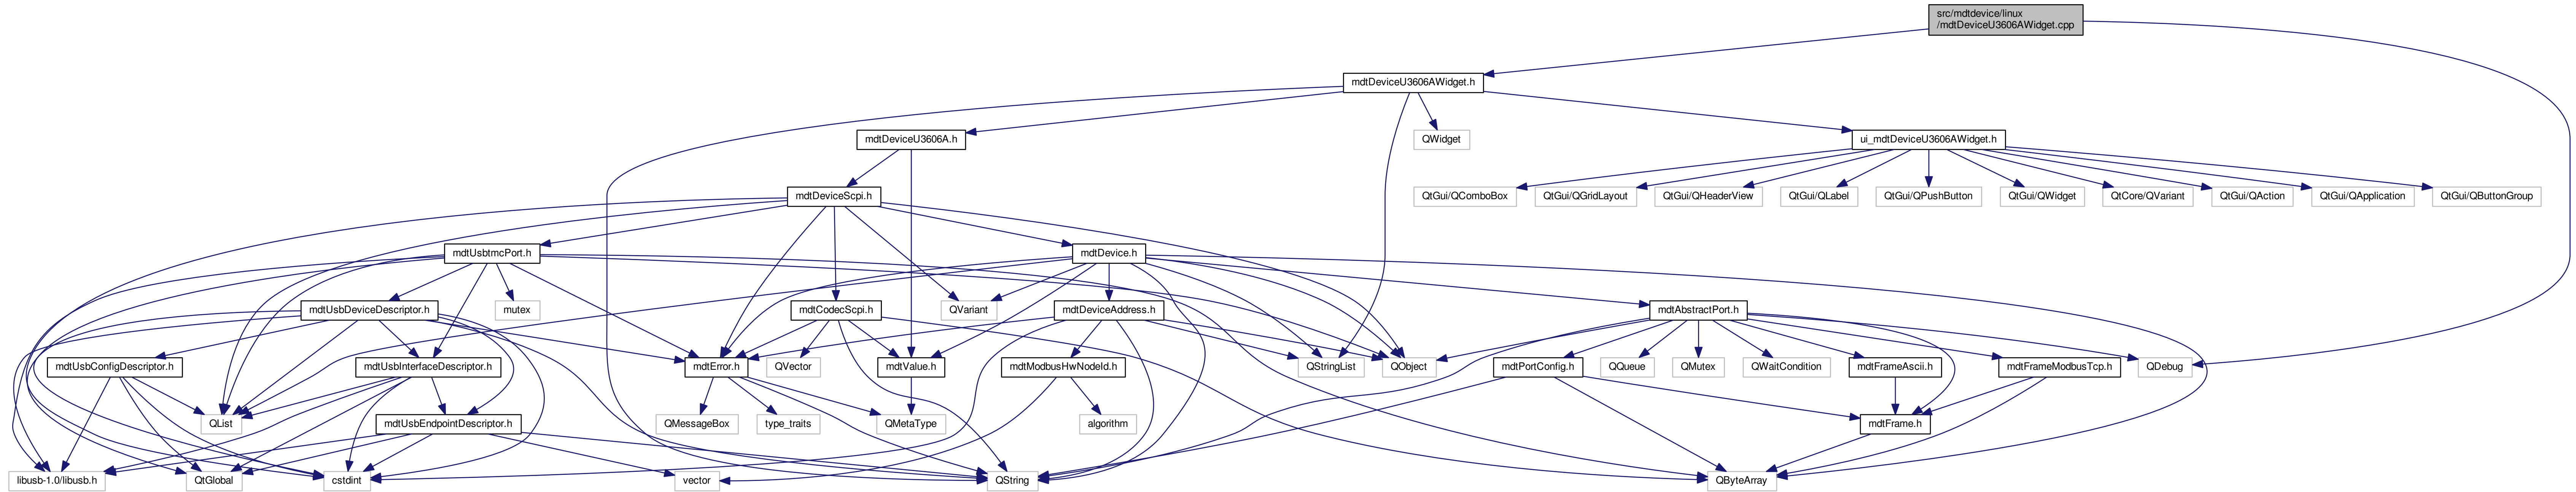 src/mdtdevice/linux
/mdtDeviceU3606AWidget.cpp
mdtDeviceU3606AWidget.h
mdtDeviceU3606A.h
QWidget
ui_mdtDeviceU3606AWidget.h
mdtDeviceScpi.h
QtGui/QComboBox
QtGui/QGridLayout
QtGui/QHeaderView
QtGui/QLabel
QtGui/QPushButton
QtGui/QWidget
QtCore/QVariant
QtGui/QAction
QtGui/QApplication
QtGui/QButtonGroup
mdtUsbtmcPort.h
mdtDevice.h
mdtUsbDeviceDescriptor.h
mutex
mdtCodecScpi.h
QVariant
mdtDeviceAddress.h
mdtAbstractPort.h
mdtUsbConfigDescriptor.h
mdtUsbInterfaceDescriptor.h
mdtError.h
QVector
mdtValue.h
mdtModbusHwNodeId.h
QStringList
QObject
mdtPortConfig.h
QQueue
QMutex
QWaitCondition
mdtFrameAscii.h
mdtFrameModbusTcp.h
QDebug
QList
mdtUsbEndpointDescriptor.h
QMessageBox
type_traits
QMetaType
algorithm
mdtFrame.h
libusb-1.0/libusb.h
QtGlobal
cstdint
vector
QString
QByteArray